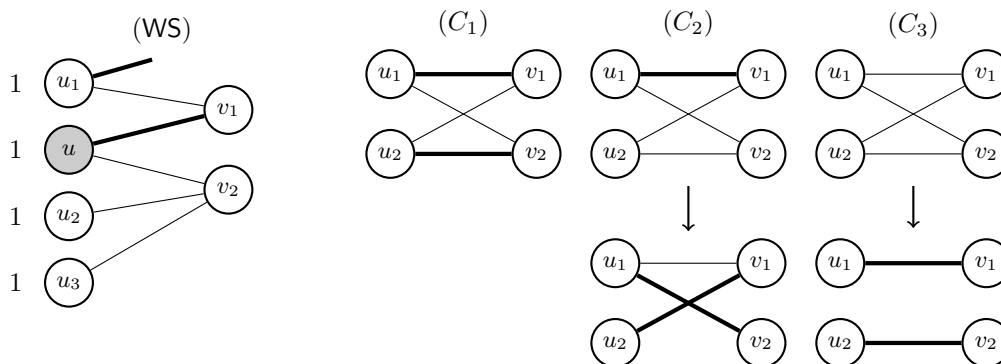 (WS)
1 u₁
v₁
1 u
v₂
1 u₂
1 u₃
(C₁) (C₂) (C₃)
u₁ v₁ u₁ v₁ u₁ v₁
u₂ v₂ u₂ v₂ u₂ v₂
u₁ v₁ u₁ v₁
u₂ v₂ u₂ v₂